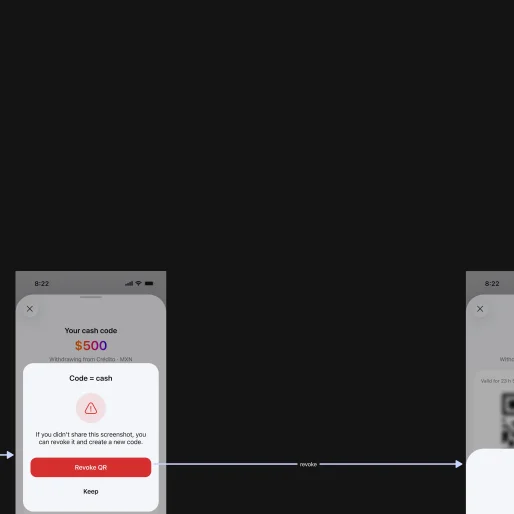 8:22
Your cash code
$500
Withdrawing from Crédito · MXN
Code = cash
If you didn't share this screenshot, you
can revoke it and create a new code.
Revoke QR
Keep
revoke
8:22